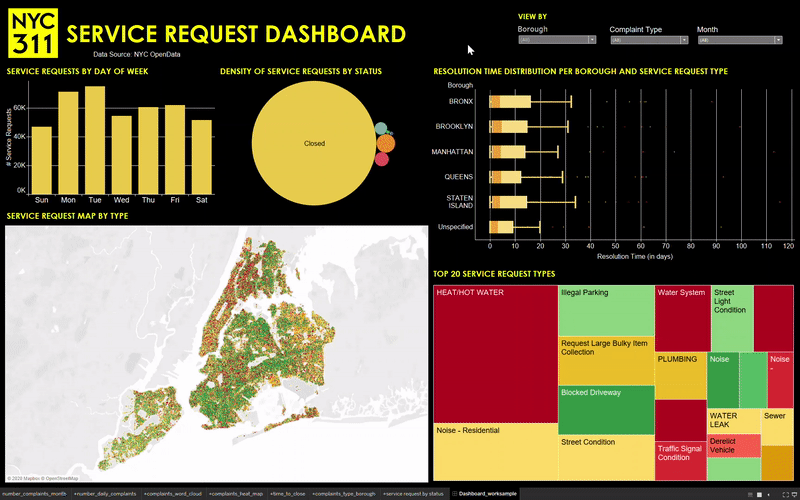 NYC
311
SERVICE REQUEST DASHBOARD
Data Source: NYC OpenData
VIEW BY
Borough
(All)
Complaint Type
(All)
Month
(All)
SERVICE REQUESTS BY DAY OF WEEK
# Service Requests
60K
40K
20K
0K
Sun Mon Tue Wed Thu Fri Sat
DENSITY OF SERVICE REQUESTS BY STATUS
Closed
RESOLUTION TIME DISTRIBUTION PER BOROUGH AND SERVICE REQUEST TYPE
Borough
BRONX
BROOKLYN
MANHATTAN
QUEENS
STATEN
ISLAND
Unspecified
0 10 20 30 40 50 60 70 80 90 100 110 120
Resolution Time (in days)
SERVICE REQUEST MAP BY TYPE
© 2020 Mapbox © OpenStreetMap
TOP 20 SERVICE REQUEST TYPES
HEAT/HOT WATER
Noise - Residential
Illegal Parking
Request Large Bulky Item
Collection
Blocked Driveway
Street Condition
Water System
PLUMBING
Traffic Signal
Condition
Street
Light
Condition
Noise
Noise
-
WATER
LEAK
Sewer
Derelict
Vehicle
number_complaints_month
+number_daily_complaints
+complaints_word_cloud
+complaints_heat_map
+time_to_close
+complaints_type_borough
+service request by status
Dashboard_worksample